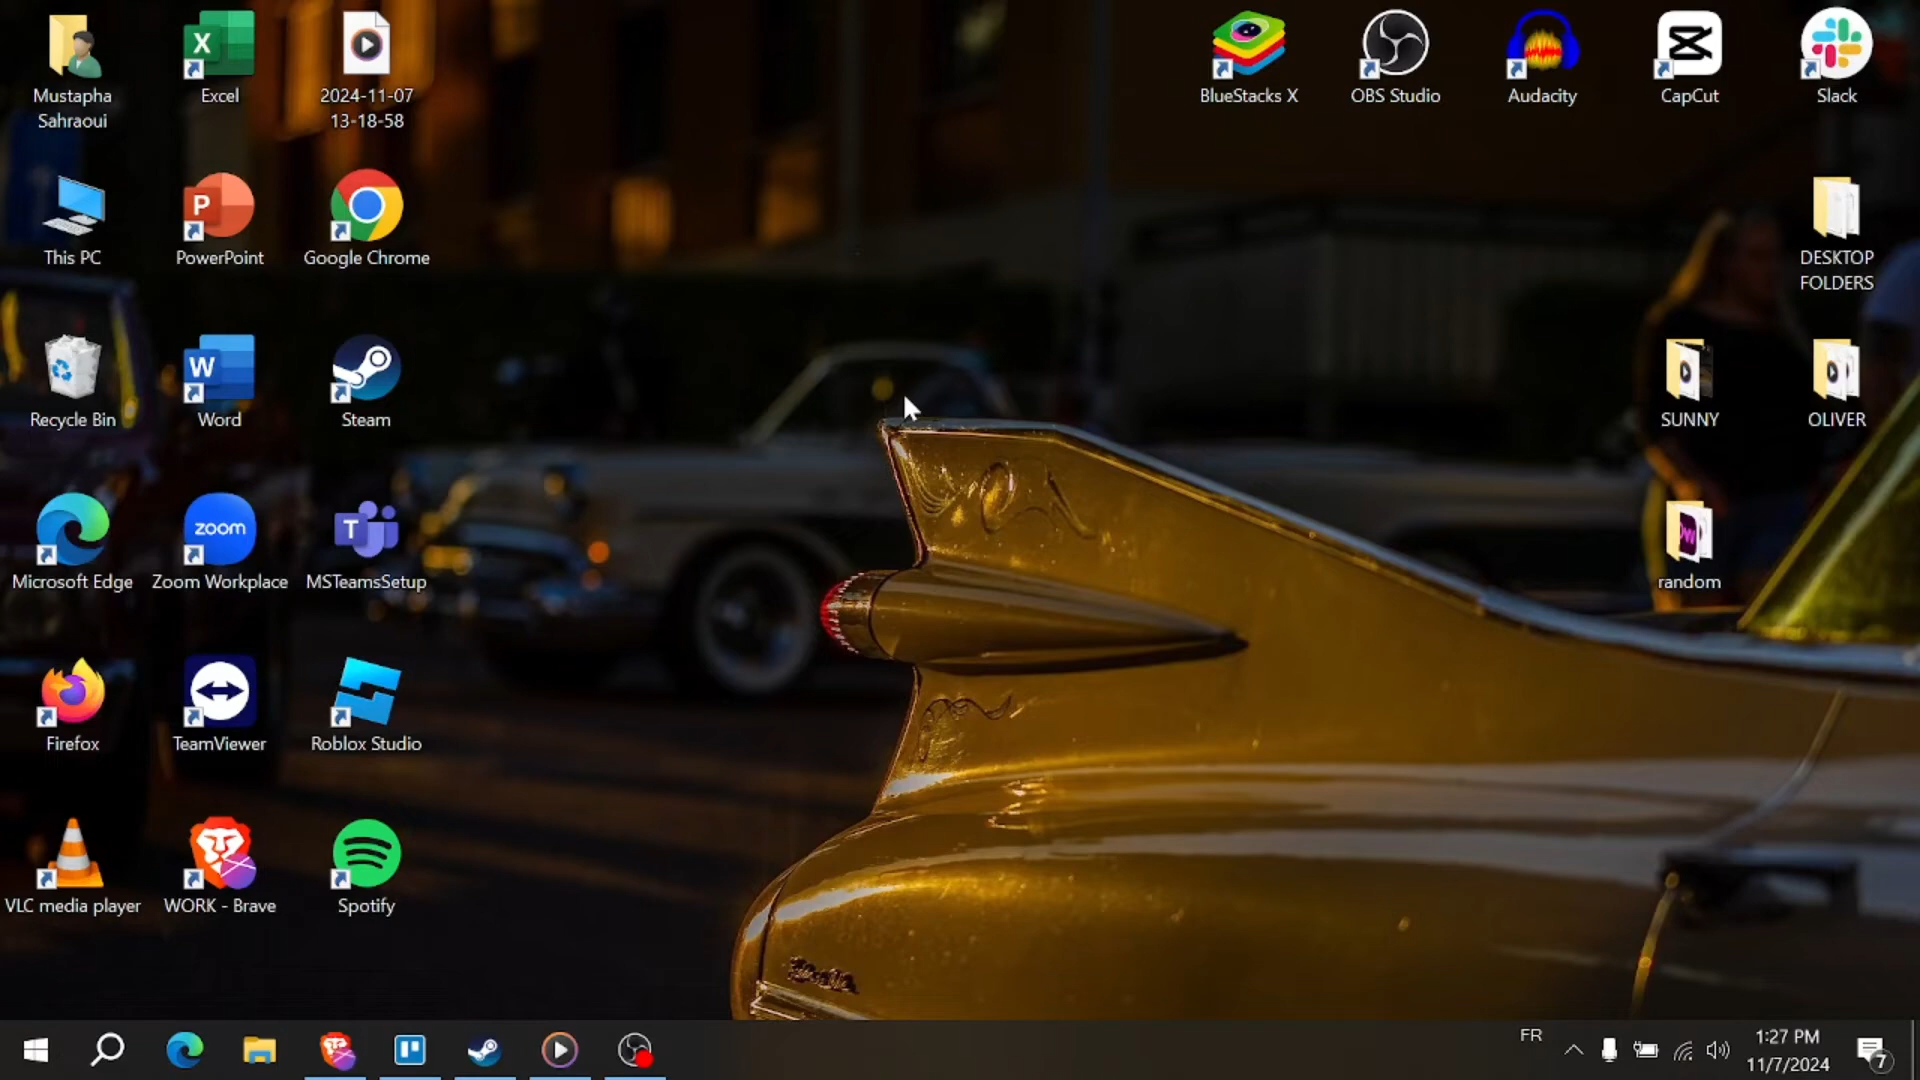 Mustapha
Sahraoui
Excel
2024-11-07
13-18-58
BlueStacks X
OBS Studio
Audacity
CapCut
Slack
This PC
PowerPoint
Google Chrome
DESKTOP
FOLDERS
Recycle Bin
Word
Steam
SUNNY
OLIVER
zoom
Microsoft Edge
Zoom Workplace
MSTeamsSetup
random
Firefox
TeamViewer
Roblox Studio
VLC media player
WORK - Brave
Spotify
FR
1:27 PM
11/7/2024
7